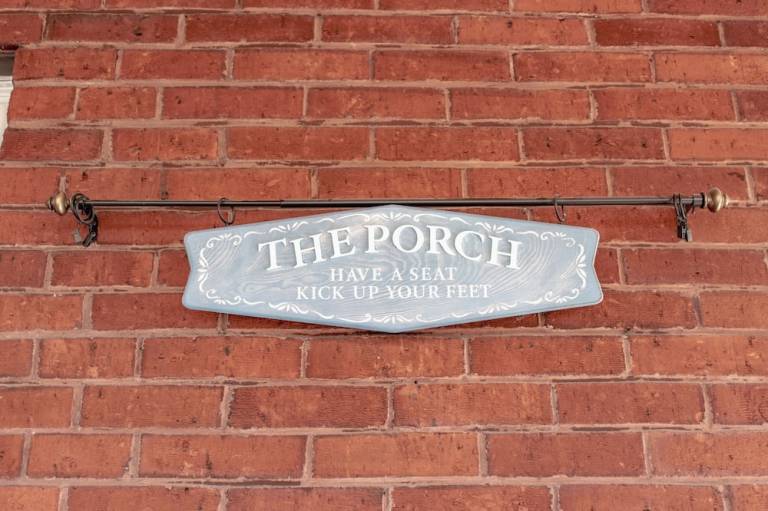 THE PORCH
HAVE A SEAT
KICK UP YOUR FEET